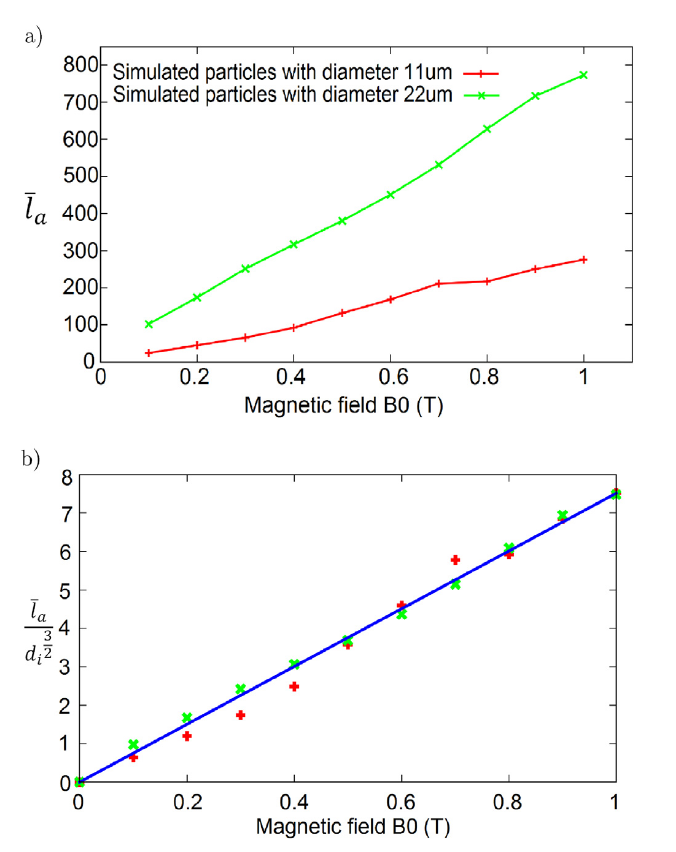 a)
800
700
600
500
400
300
200
100
0
l̄ₐ
Simulated particles with diameter 11um
Simulated particles with diameter 22um
0 0.2 0.4 0.6 0.8 1
Magnetic field B0 (T)
b)
8
7
6
5
4
3
2
1
0
l̄ₐ
dᵢ^(3/2)
0 0.2 0.4 0.6 0.8 1
Magnetic field B0 (T)